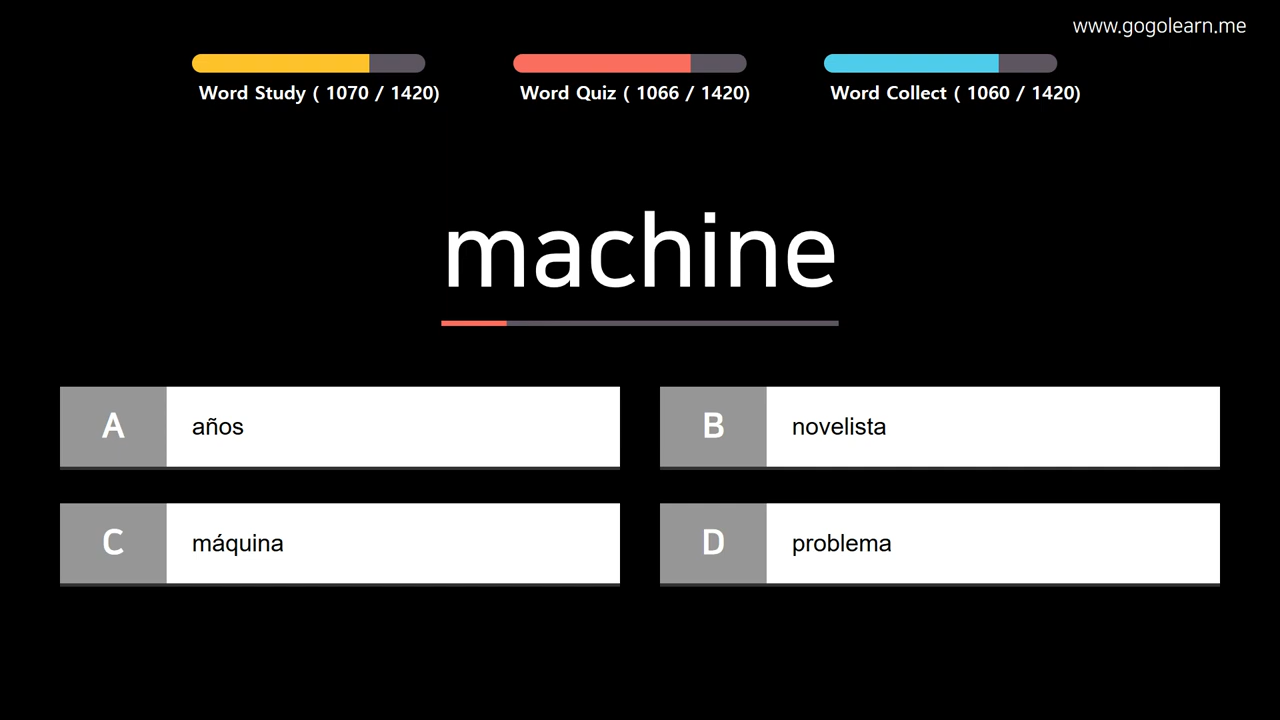 www.gogolearn.me
Word Study ( 1070 / 1420)
Word Quiz ( 1066 / 1420)
Word Collect ( 1060 / 1420)
machine
A
años
B
novelista
C
máquina
D
problema